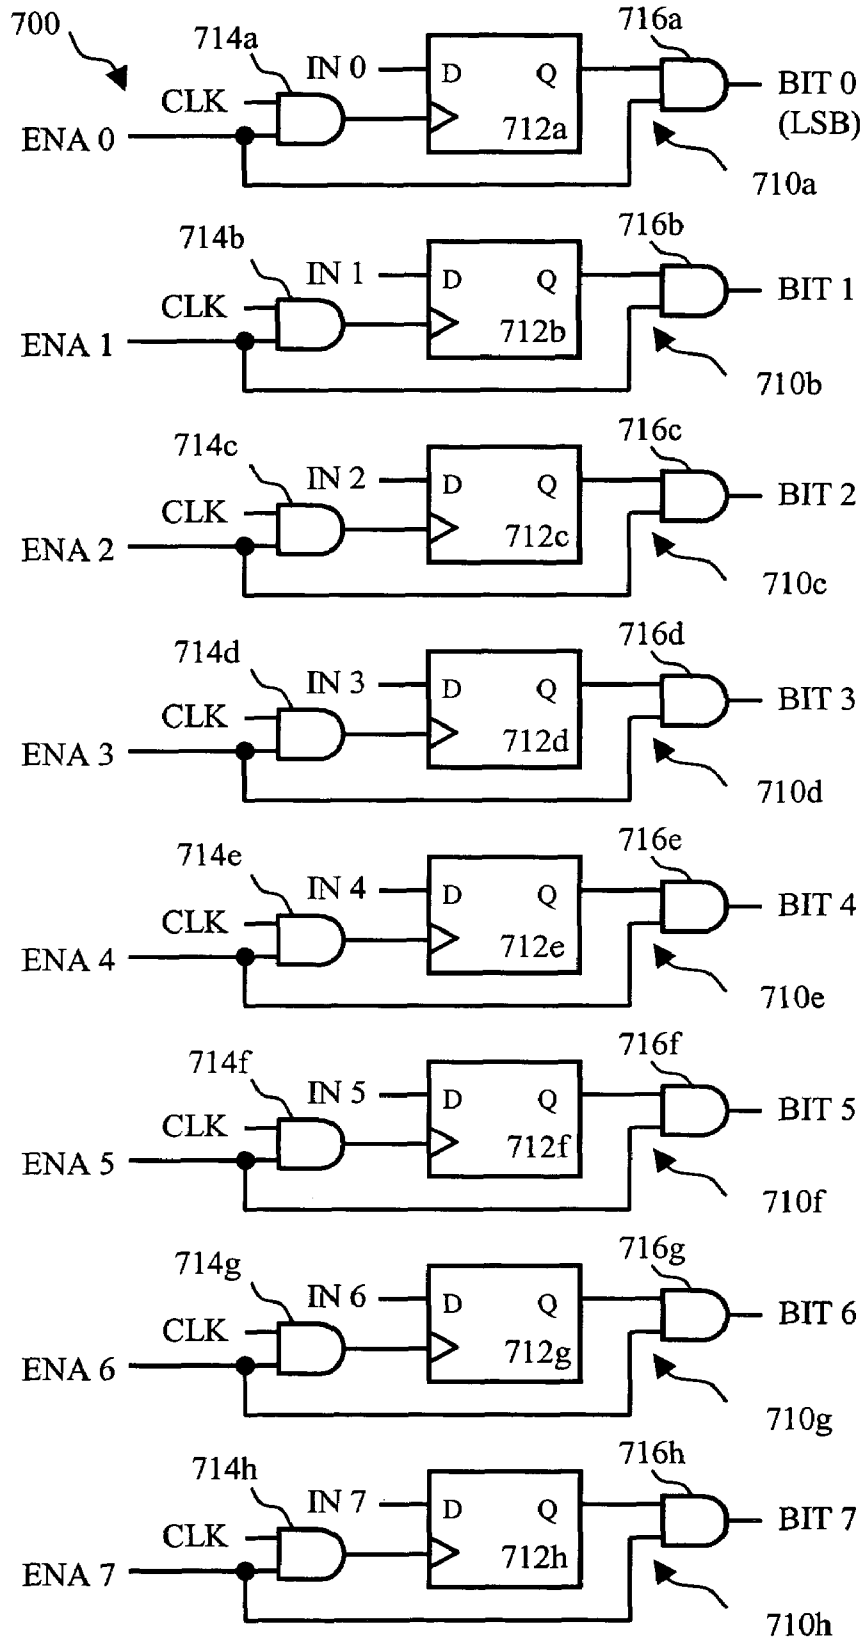 700
714a
716a
IN 0
D
Q
CLK
712a
BIT 0
(LSB)
ENA 0
710a
714b
716b
IN 1
D
Q
CLK
712b
BIT 1
ENA 1
710b
714c
716c
IN 2
D
Q
CLK
712c
BIT 2
ENA 2
710c
714d
716d
IN 3
D
Q
CLK
712d
BIT 3
ENA 3
710d
714e
716e
IN 4
D
Q
CLK
712e
BIT 4
ENA 4
710e
714f
716f
IN 5
D
Q
CLK
712f
BIT 5
ENA 5
710f
714g
716g
IN 6
D
Q
CLK
712g
BIT 6
ENA 6
710g
714h
716h
IN 7
D
Q
CLK
712h
BIT 7
ENA 7
710h